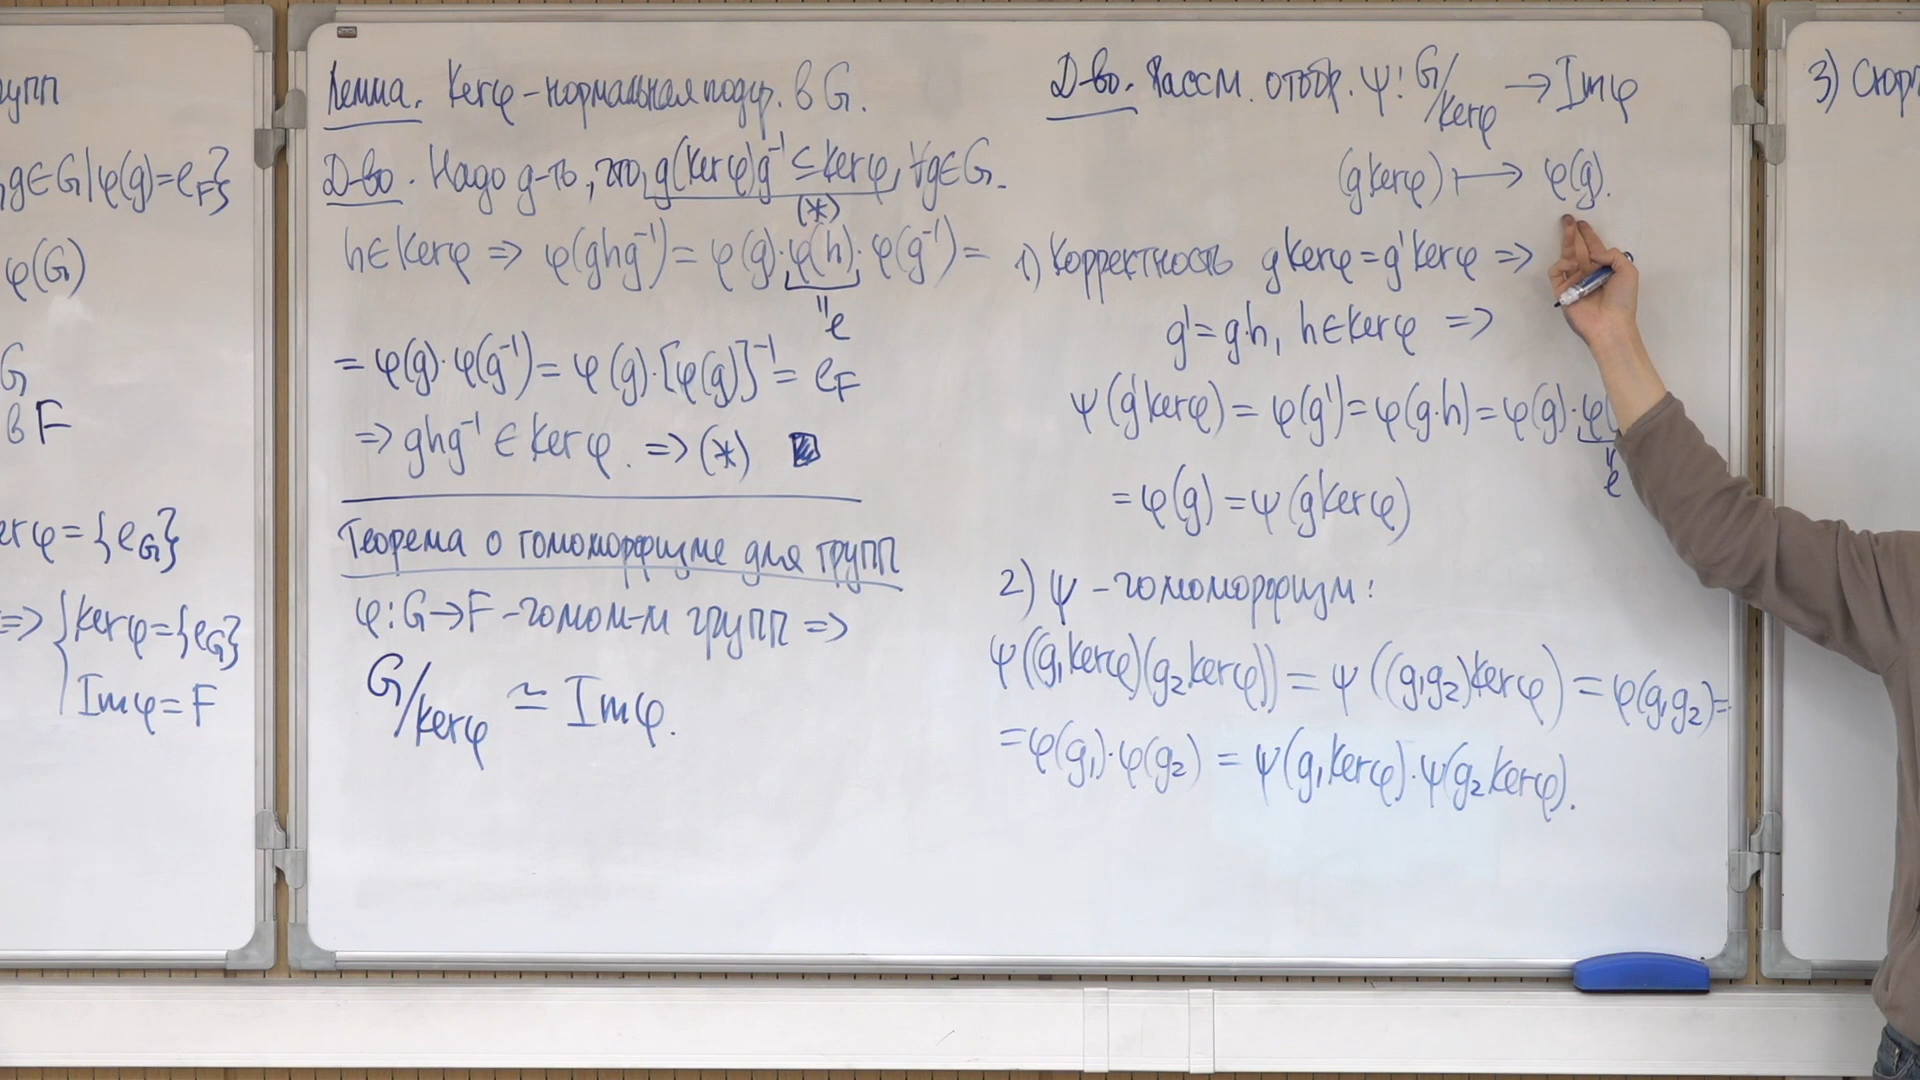 групп
g∈G|φ(g)=e_F}
φ(G)
G
в F
kerφ={e_G}
=> {kerφ={e_G}
Imφ=F
Лемма. Kerφ – нормальная подгр. в G.
Д-во. Надо д-ть, что g(kerφ)g⁻¹ ⊆ kerφ, ∀g∈G.
(*)
h∈Kerφ => φ(ghg⁻¹) = φ(g)·φ(h)·φ(g⁻¹) =
"e
= φ(g)·φ(g⁻¹) = φ(g)·[φ(g)]⁻¹ = e_F
=> ghg⁻¹ ∈ kerφ. => (*)
Теорема о гомоморфизме для групп
φ: G→F – гомом-м групп =>
G/kerφ ≃ Imφ.
Д-во. Рассм. отобр. ψ: G/kerφ → Imφ
(gkerφ) ↦ φ(g).
1) Корректность gkerφ = g'kerφ =>
g' = g·h, h∈kerφ =>
ψ(g'kerφ) = φ(g') = φ(g·h) = φ(g)·φ(
"e
= φ(g) = ψ(gkerφ)
2) ψ – гомоморфизм:
ψ((g₁kerφ)(g₂kerφ)) = ψ((g₁g₂)kerφ) = φ(g₁g₂) =
= φ(g₁)·φ(g₂) = ψ(g₁kerφ)·ψ(g₂kerφ).
3)